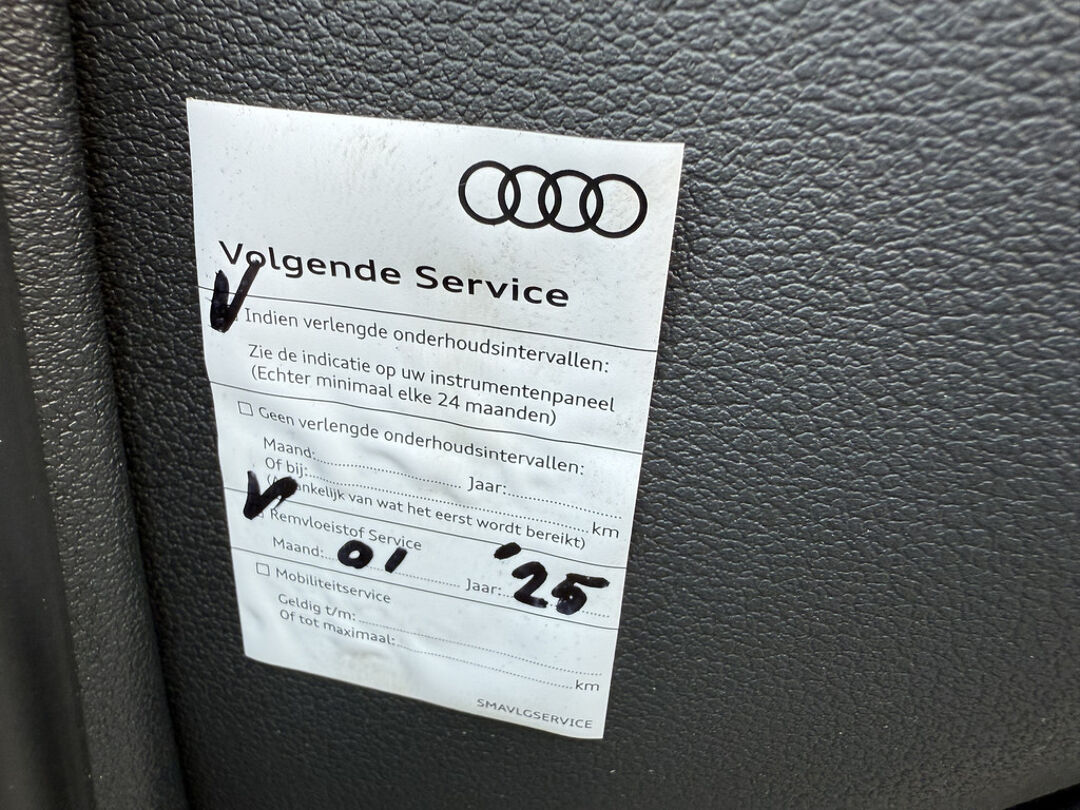 Volgende Service
Indien verlengde onderhoudsintervallen:
Zie de indicatie op uw instrumentenpaneel
(Echter minimaal elke 24 maanden)
Geen verlengde onderhoudsintervallen:
Maand: Jaar:
Of bij: km
van wat het eerst wordt bereikt)
Remvloeistof Service
Maand: 01 Jaar: '25
Mobiliteitservice
Geldig t/m:
Of tot maximaal: km
SMAVLGSERVICE